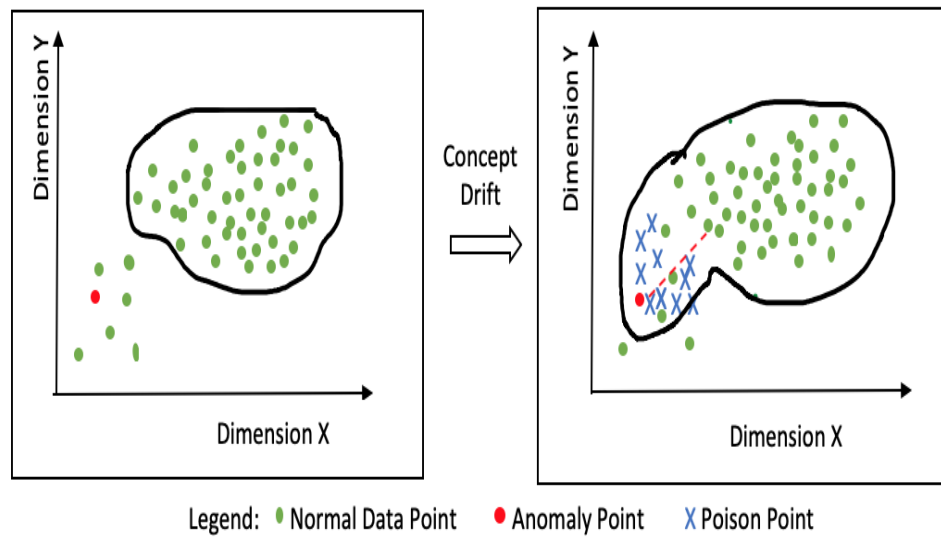 Dimension Y
Dimension X
Concept
Drift
Dimension Y
Dimension X
Legend: Normal Data Point Anomaly Point Poison Point